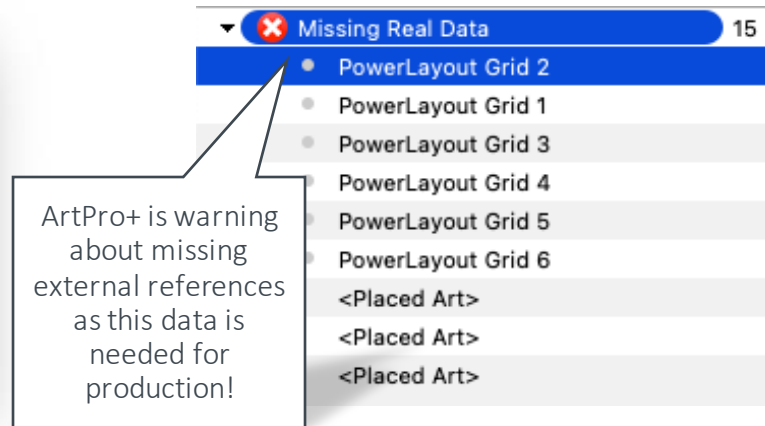 Missing Real Data 15
PowerLayout Grid 2
PowerLayout Grid 1
PowerLayout Grid 3
PowerLayout Grid 4
PowerLayout Grid 5
PowerLayout Grid 6
<Placed Art>
<Placed Art>
<Placed Art>
ArtPro+ is warning
about missing
external references
as this data is
needed for
production!